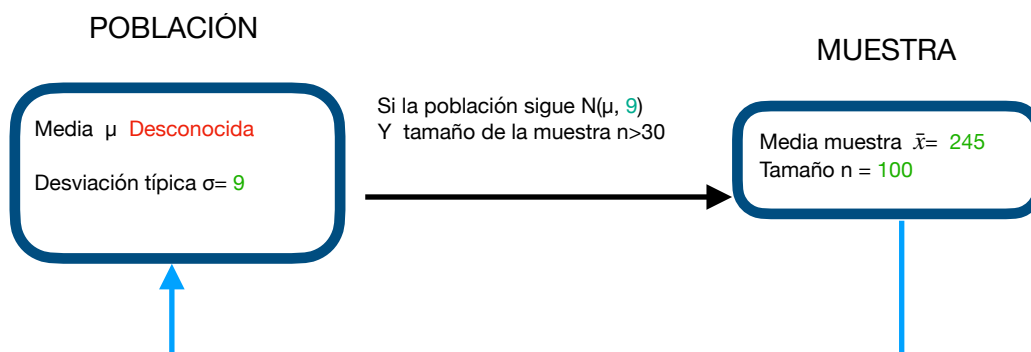 POBLACIÓN
MUESTRA
Media μ Desconocida
Desviación típica σ= 9
Si la población sigue N(μ, 9)
Y tamaño de la muestra n>30
Media muestra x̄= 245
Tamaño n = 100